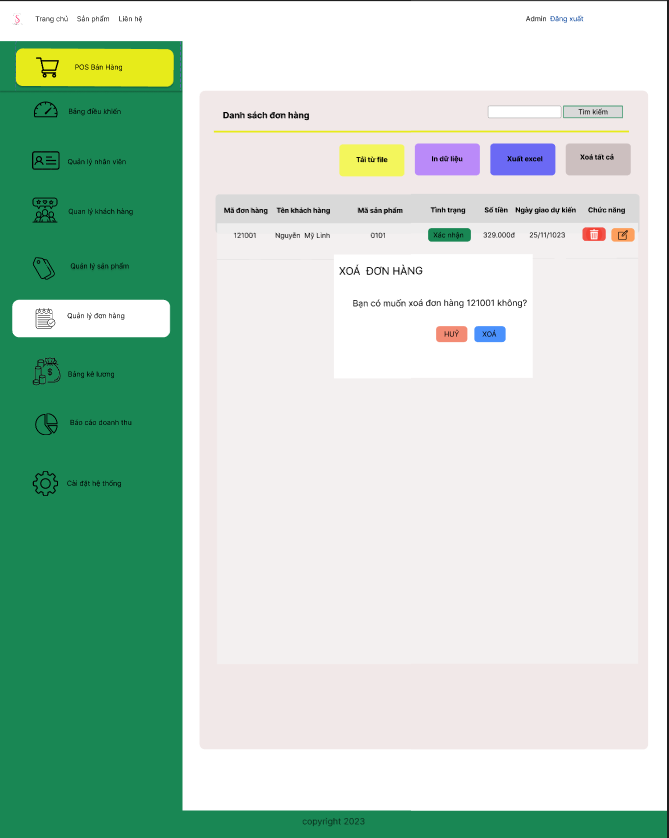 Trang chủ Sản phẩm Liên hệ Admin Đăng xuất
POS Bán Hàng
Bảng điều khiển
Quản lý nhân viên
Quan lý khách hàng
Quản lý sản phẩm
Quản lý đơn hàng
Bảng kê lương
Báo cáo doanh thu
Cài đặt hệ thống
Danh sách đơn hàng Tìm kiếm
Tải từ file In dữ liệu Xuất excel Xoá tất cả
Mã đơn hàng Tên khách hàng Mã sản phẩm Tình trạng Số tiền Ngày giao dự kiến Chức năng
121001 Nguyễn Mỹ Linh 0101 Xác nhận 329.000đ 25/11/1023
XOÁ ĐƠN HÀNG
Bạn có muốn xoá đơn hàng 121001 không?
HUỶ XOÁ
copyright 2023